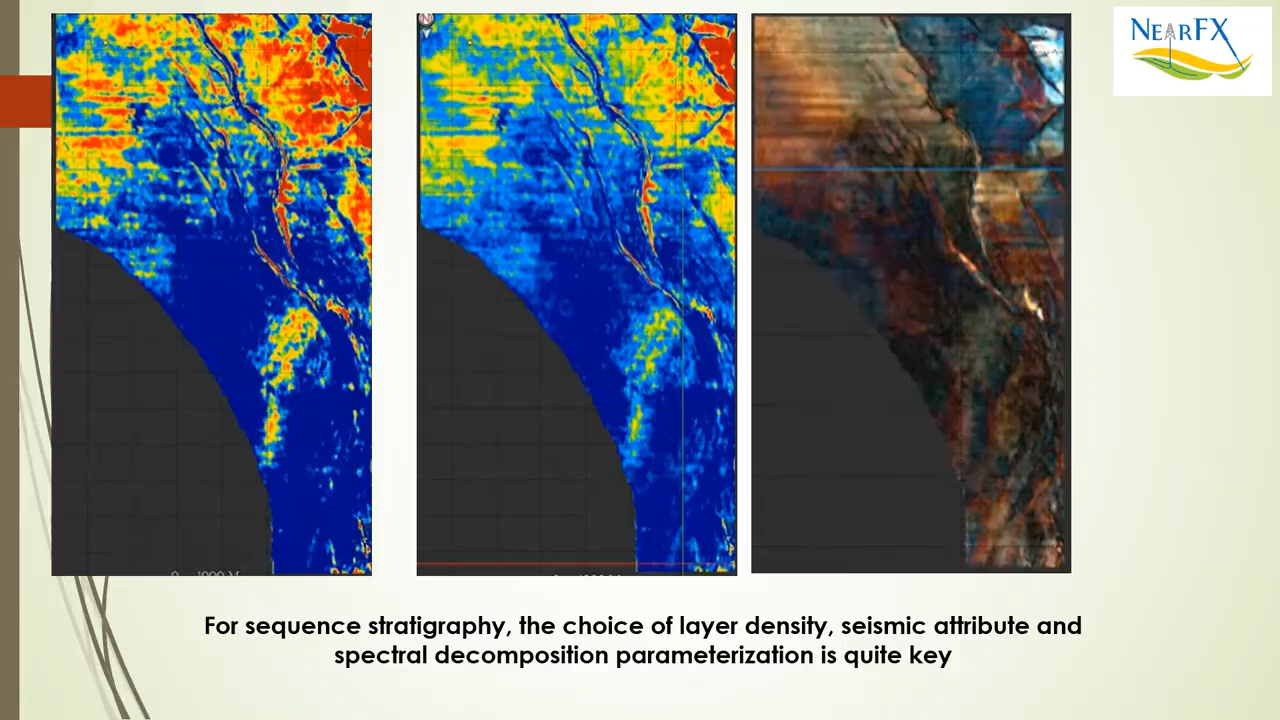 NEARFX
N
For sequence stratigraphy, the choice of layer density, seismic attribute and
spectral decomposition parameterization is quite key